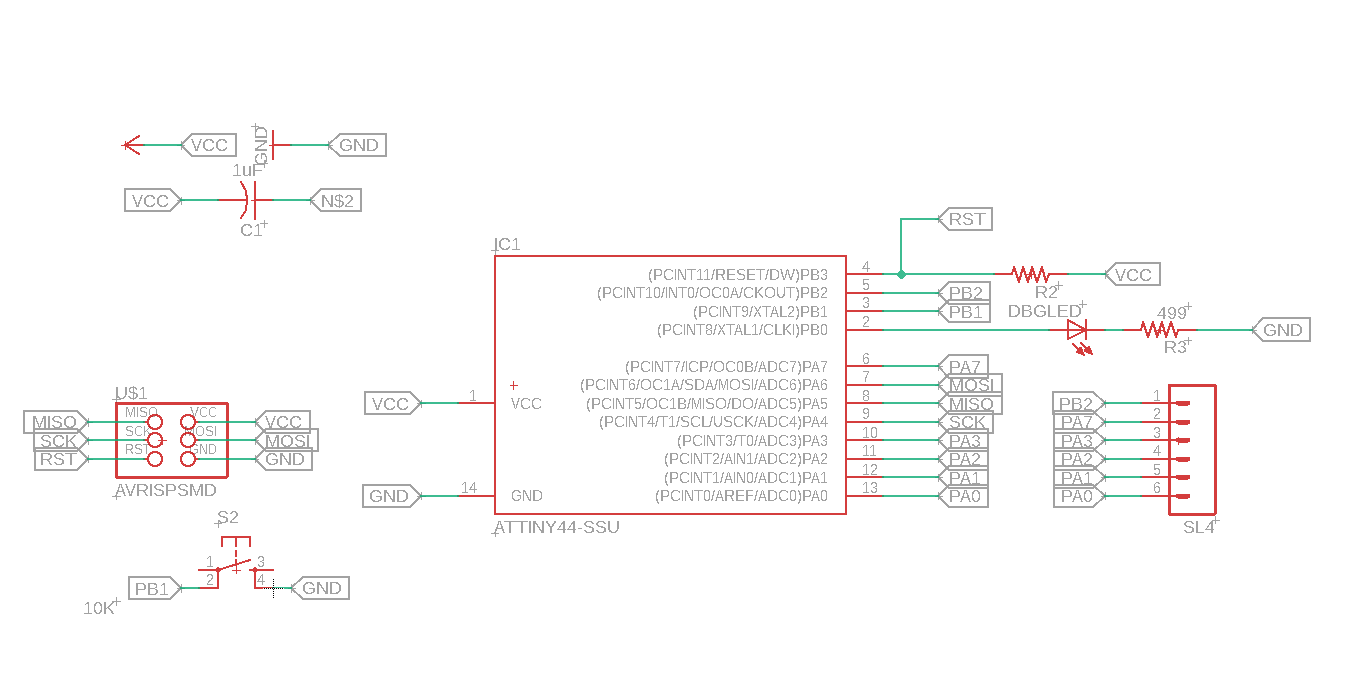 VCC
GND
GND
1uF
VCC
N$2
C1
RST
IC1
(PCINT11/RESET/DW)PB3
4
R2
VCC
(PCINT10/INT0/OC0A/CKOUT)PB2
5
PB2
(PCINT9/XTAL2)PB1
3
PB1
DBGLED
499
(PCINT8/XTAL1/CLKI)PB0
2
R3
GND
(PCINT7/ICP/OC0B/ADC7)PA7
6
PA7
(PCINT6/OC1A/SDA/MOSI/ADC6)PA6
7
MOSI
VCC
1
VCC
(PCINT5/OC1B/MISO/DO/ADC5)PA5
8
MISO
(PCINT4/T1/SCL/USCK/ADC4)PA4
9
SCK
(PCINT3/T0/ADC3)PA3
10
PA3
(PCINT2/AIN1/ADC2)PA2
11
PA2
(PCINT1/AIN0/ADC1)PA1
12
PA1
GND
14
GND
(PCINT0/AREF/ADC0)PA0
13
PA0
ATTINY44-SSU
PB2
1
PA7
2
PA3
3
PA2
4
PA1
5
PA0
6
SL4
U$1
MISO
MISO
VCC
VCC
SCK
SCK
MOSI
MOSI
RST
RST
GND
GND
AVRISPSMD
S2
1
3
2
4
PB1
GND
10K